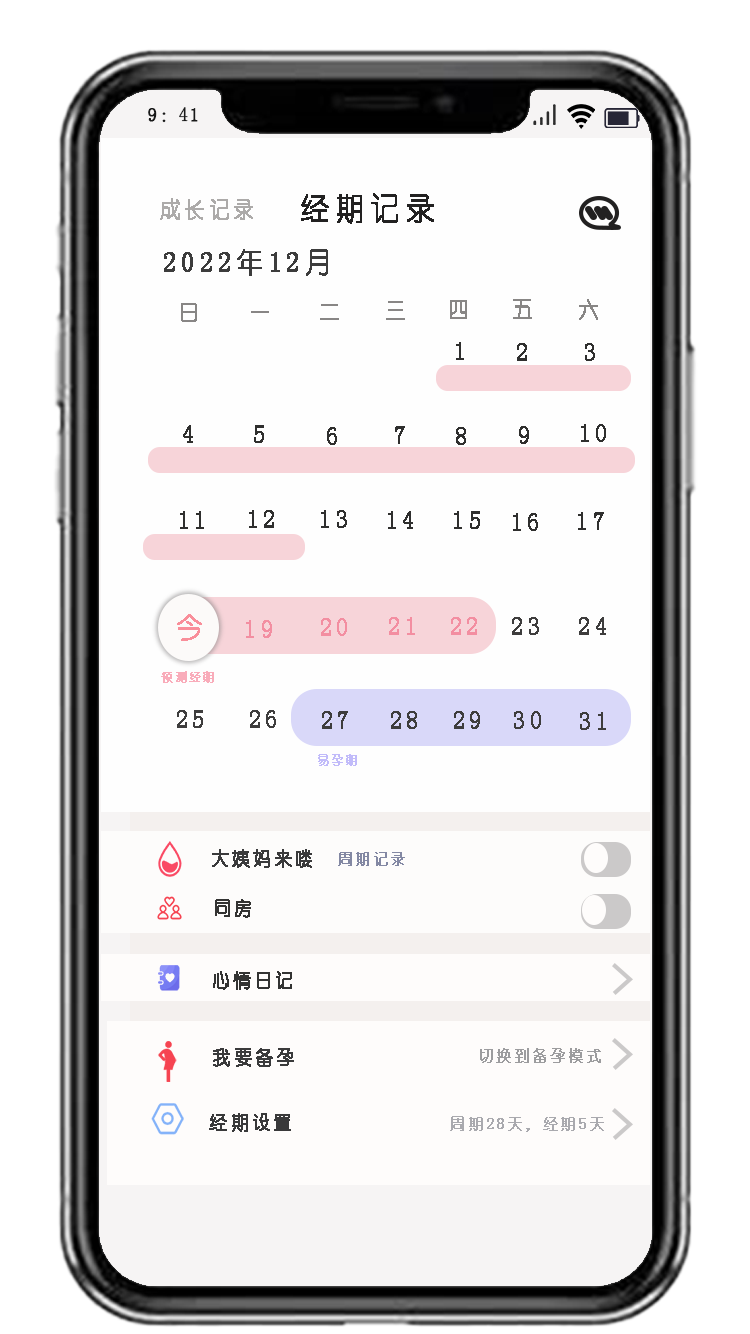 9: 41
成长记录 经期记录
2022年12月
日 一 二 三 四 五 六
1 2 3
4 5 6 7 8 9 10
11 12 13 14 15 16 17
今 19 20 21 22 23 24
预测经期
25 26 27 28 29 30 31
易孕期
大姨妈来喽 周期记录
同房
心情日记
我要备孕 切换到备孕模式
经期设置 周期28天, 经期5天